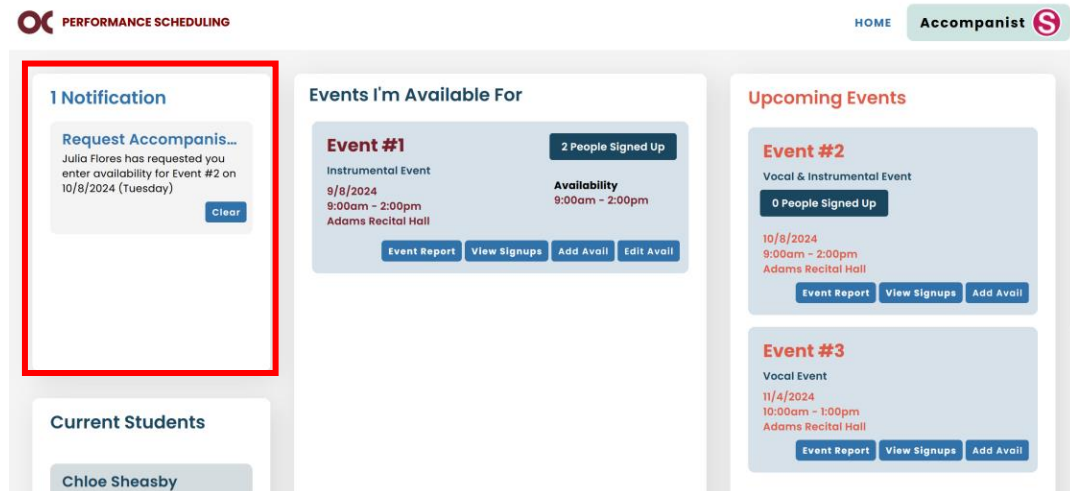 OC PERFORMANCE SCHEDULING
HOME
Accompanist S
1 Notification
Request Accompanis...
Julia Flores has requested you
enter availability for Event #2 on
10/8/2024 (Tuesday)
Clear
Current Students
Chloe Sheasby
Events I'm Available For
Event #1
2 People Signed Up
Instrumental Event
9/8/2024
9:00am - 2:00pm
Adams Recital Hall
Availability
9:00am - 2:00pm
Event Report View Signups Add Avail Edit Avail
Upcoming Events
Event #2
Vocal & Instrumental Event
0 People Signed Up
10/8/2024
9:00am - 2:00pm
Adams Recital Hall
Event Report View Signups Add Avail
Event #3
Vocal Event
11/4/2024
10:00am - 1:00pm
Adams Recital Hall
Event Report View Signups Add Avail